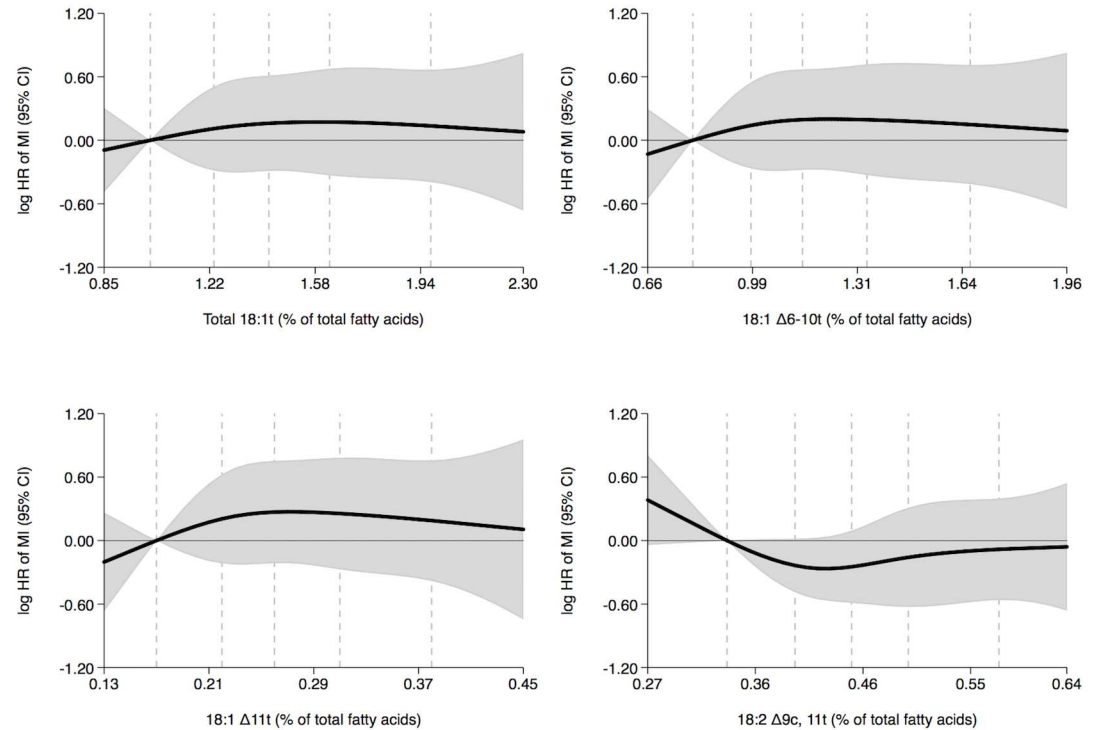 1.20
0.60
0.00
-0.60
-1.20
log HR of MI (95% CI)
0.85 1.22 1.58 1.94 2.30
Total 18:1t (% of total fatty acids)
1.20
0.60
0.00
-0.60
-1.20
log HR of MI (95% CI)
0.66 0.99 1.31 1.64 1.96
18:1 Δ6-10t (% of total fatty acids)
1.20
0.60
0.00
-0.60
-1.20
log HR of MI (95% CI)
0.13 0.21 0.29 0.37 0.45
18:1 Δ11t (% of total fatty acids)
1.20
0.60
0.00
-0.60
-1.20
log HR of MI (95% CI)
0.27 0.36 0.46 0.55 0.64
18:2 Δ9c, 11t (% of total fatty acids)